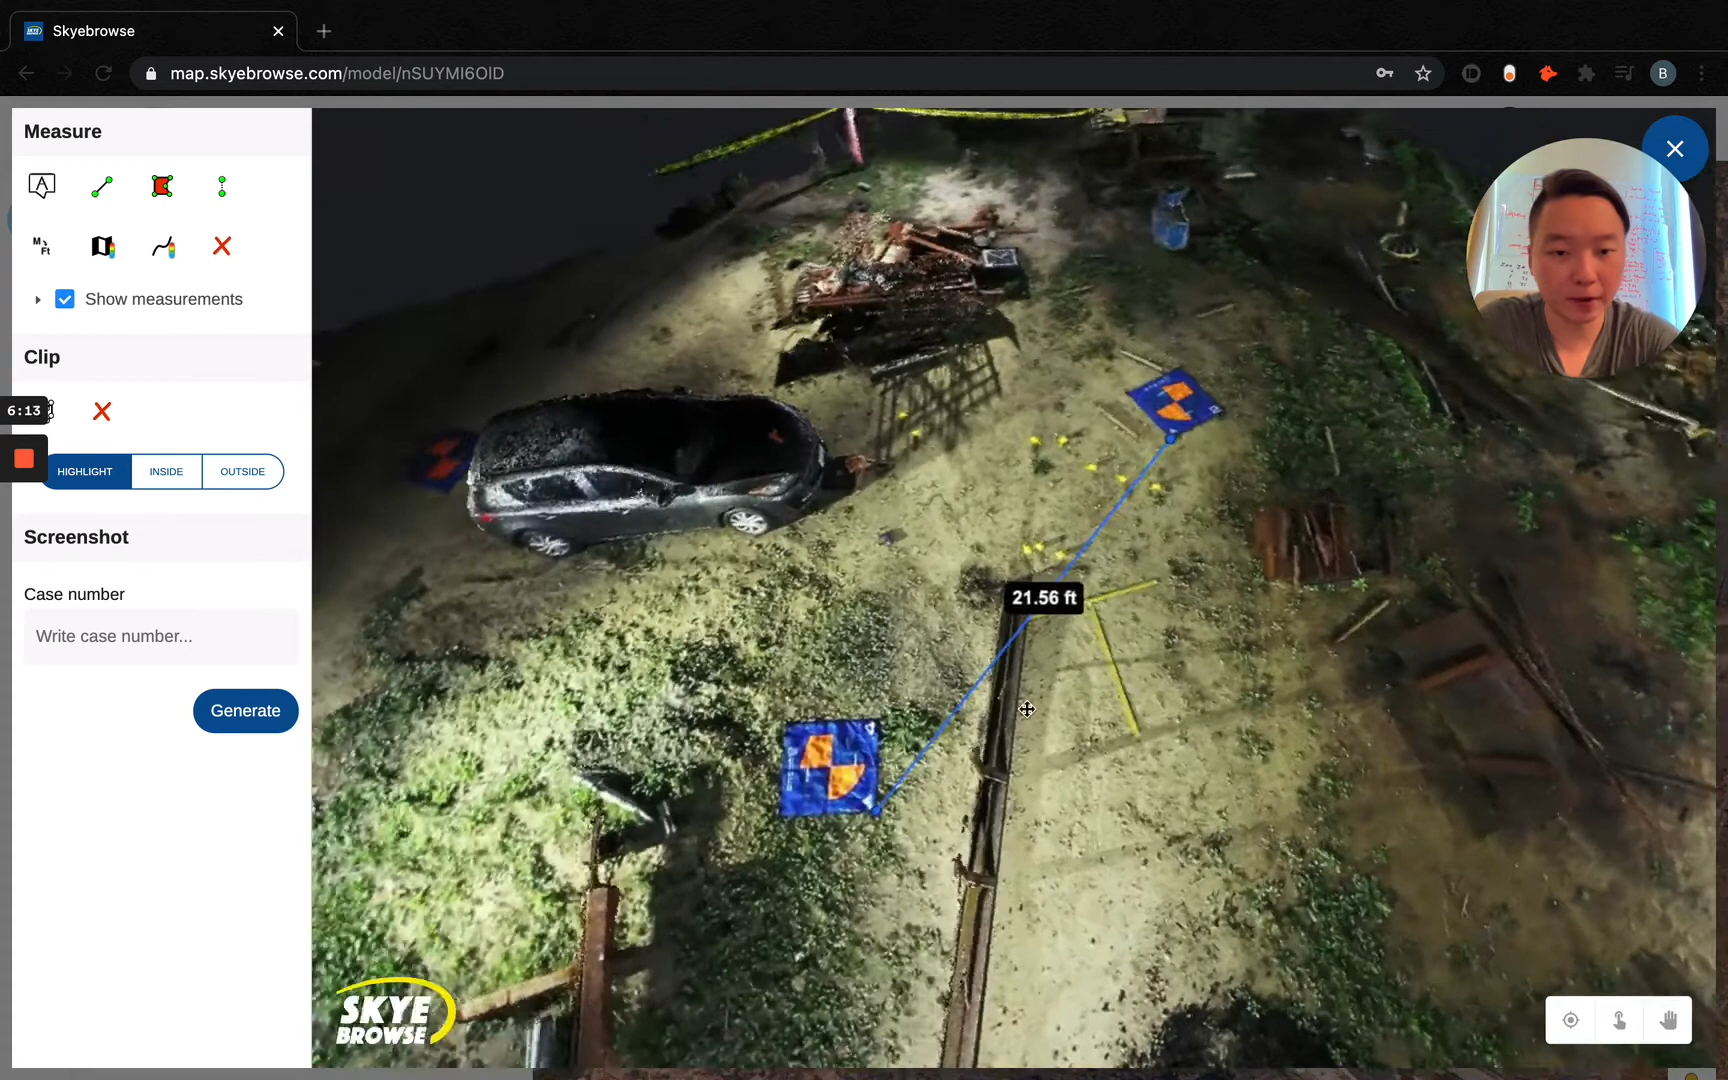 Skyebrowse
map.skyebrowse.com/model/nSUYMI6OlD
B
Measure
A
M
Ft
Show measurements
Clip
6:13
HIGHLIGHT
INSIDE
OUTSIDE
Screenshot
Case number
Write case number...
Generate
21.56 ft
SKYE
BROWSE